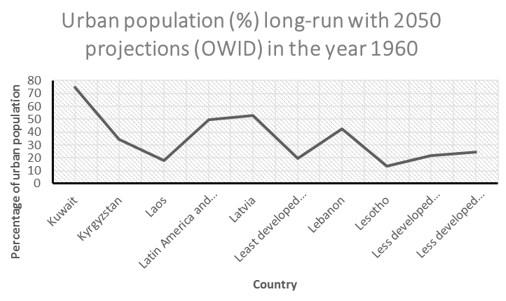 Urban population (%) long-run with 2050
projections (OWID) in the year 1960
Percentage of urban population
80
70
60
50
40
30
20
10
0
Kuwait
Kyrgyzstan
Laos
Latin America and...
Latvia
Least developed...
Lebanon
Lesotho
Less developed...
Less developed...
Country